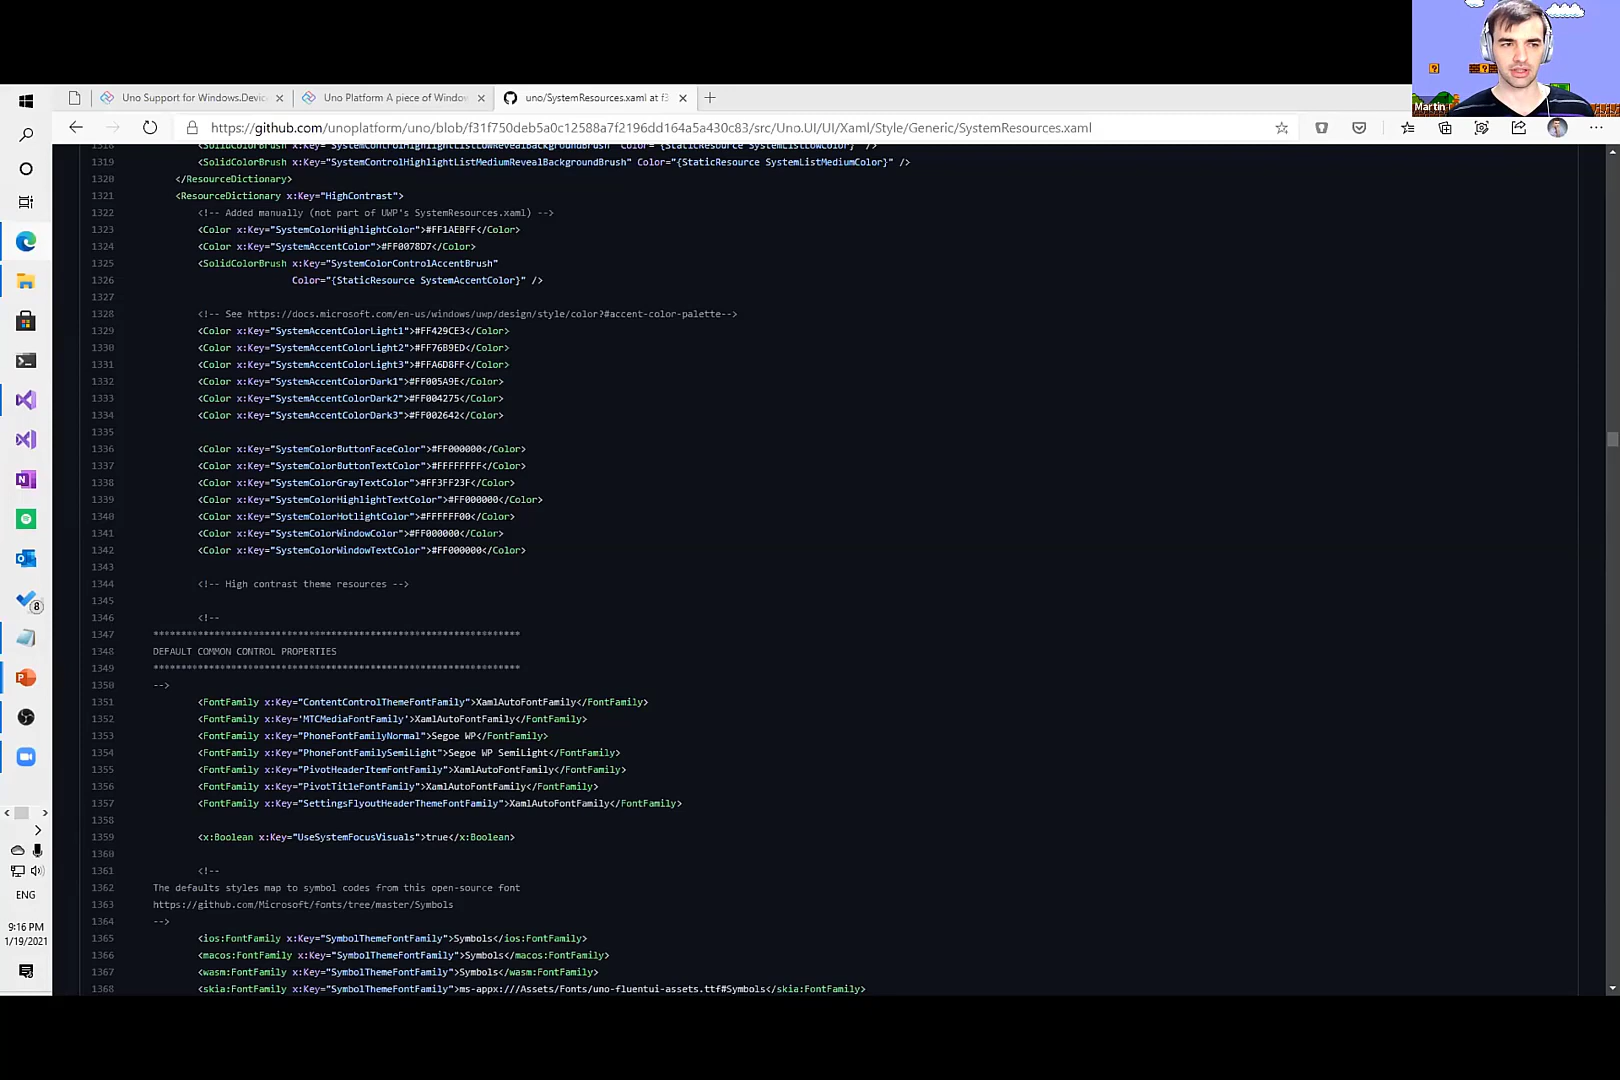 Uno Support for Windows.Devic
Uno Platform A piece of Window
uno/SystemResources.xaml at f3
Martin
https://github.com/unoplatform/uno/blob/f31f750deb5a0c12588a7f2196dd164a5a430c83/src/Uno.UI/UI/Xaml/Style/Generic/SystemResources.xaml
1318 <SolidColorBrush x:Key="SystemControlHighlightListLowRevealBackgroundBrush" Color="{StaticResource SystemListLowColor}" />
1319 <SolidColorBrush x:Key="SystemControlHighlightListMediumRevealBackgroundBrush" Color="{StaticResource SystemListMediumColor}" />
1320 </ResourceDictionary>
1321 <ResourceDictionary x:Key="HighContrast">
1322 <!-- Added manually (not part of UWP's SystemResources.xaml) -->
1323 <Color x:Key="SystemColorHighlightColor">#FF1AEBFF</Color>
1324 <Color x:Key="SystemAccentColor">#FF0078D7</Color>
1325 <SolidColorBrush x:Key="SystemColorControlAccentBrush"
1326 Color="{StaticResource SystemAccentColor}" />
1327
1328 <!-- See https://docs.microsoft.com/en-us/windows/uwp/design/style/color?#accent-color-palette-->
1329 <Color x:Key="SystemAccentColorLight1">#FF429CE3</Color>
1330 <Color x:Key="SystemAccentColorLight2">#FF76B9ED</Color>
1331 <Color x:Key="SystemAccentColorLight3">#FFA6D8FF</Color>
1332 <Color x:Key="SystemAccentColorDark1">#FF005A9E</Color>
1333 <Color x:Key="SystemAccentColorDark2">#FF004275</Color>
1334 <Color x:Key="SystemAccentColorDark3">#FF002642</Color>
1335
1336 <Color x:Key="SystemColorButtonFaceColor">#FF000000</Color>
1337 <Color x:Key="SystemColorButtonTextColor">#FFFFFFFF</Color>
1338 <Color x:Key="SystemColorGrayTextColor">#FF3FF23F</Color>
1339 <Color x:Key="SystemColorHighlightTextColor">#FF000000</Color>
1340 <Color x:Key="SystemColorHotlightColor">#FFFFFF00</Color>
1341 <Color x:Key="SystemColorWindowColor">#FF000000</Color>
1342 <Color x:Key="SystemColorWindowTextColor">#FF000000</Color>
1343
1344 <!-- High contrast theme resources -->
1345
1346 <!--
1347 ******************************************************************
1348 DEFAULT COMMON CONTROL PROPERTIES
1349 ******************************************************************
1350 -->
1351 <FontFamily x:Key="ContentControlThemeFontFamily">XamlAutoFontFamily</FontFamily>
1352 <FontFamily x:Key='MTCMediaFontFamily'>XamlAutoFontFamily</FontFamily>
1353 <FontFamily x:Key="PhoneFontFamilyNormal">Segoe WP</FontFamily>
1354 <FontFamily x:Key="PhoneFontFamilySemiLight">Segoe WP SemiLight</FontFamily>
1355 <FontFamily x:Key="PivotHeaderItemFontFamily">XamlAutoFontFamily</FontFamily>
1356 <FontFamily x:Key="PivotTitleFontFamily">XamlAutoFontFamily</FontFamily>
1357 <FontFamily x:Key="SettingsFlyoutHeaderThemeFontFamily">XamlAutoFontFamily</FontFamily>
1358
1359 <x:Boolean x:Key="UseSystemFocusVisuals">true</x:Boolean>
1360
1361 <!--
1362 The defaults styles map to symbol codes from this open-source font
1363 https://github.com/Microsoft/fonts/tree/master/Symbols
1364 -->
1365 <ios:FontFamily x:Key="SymbolThemeFontFamily">Symbols</ios:FontFamily>
1366 <macos:FontFamily x:Key="SymbolThemeFontFamily">Symbols</macos:FontFamily>
1367 <wasm:FontFamily x:Key="SymbolThemeFontFamily">Symbols</wasm:FontFamily>
1368 <skia:FontFamily x:Key="SymbolThemeFontFamily">ms-appx:///Assets/Fonts/uno-fluentui-assets.ttf#Symbols</skia:FontFamily>
8
ENG
9:16 PM
1/19/2021